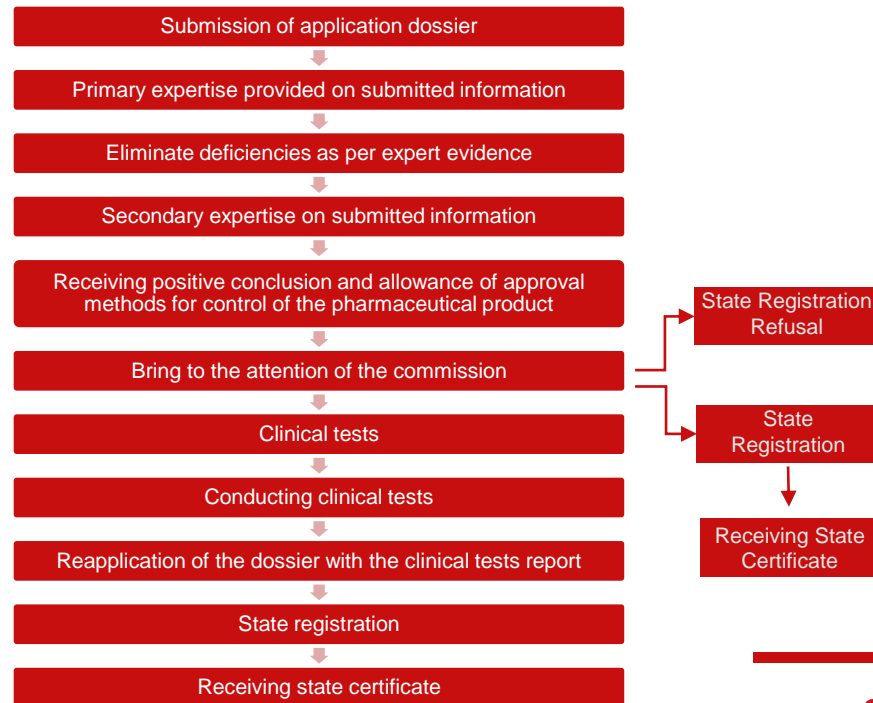 Submission of application dossier
Primary expertise provided on submitted information
Eliminate deficiencies as per expert evidence
Secondary expertise on submitted information
Receiving positive conclusion and allowance of approval
methods for control of the pharmaceutical product
Bring to the attention of the commission
Clinical tests
Conducting clinical tests
Reapplication of the dossier with the clinical tests report
State registration
Receiving state certificate
State Registration
Refusal
State
Registration
Receiving State
Certificate